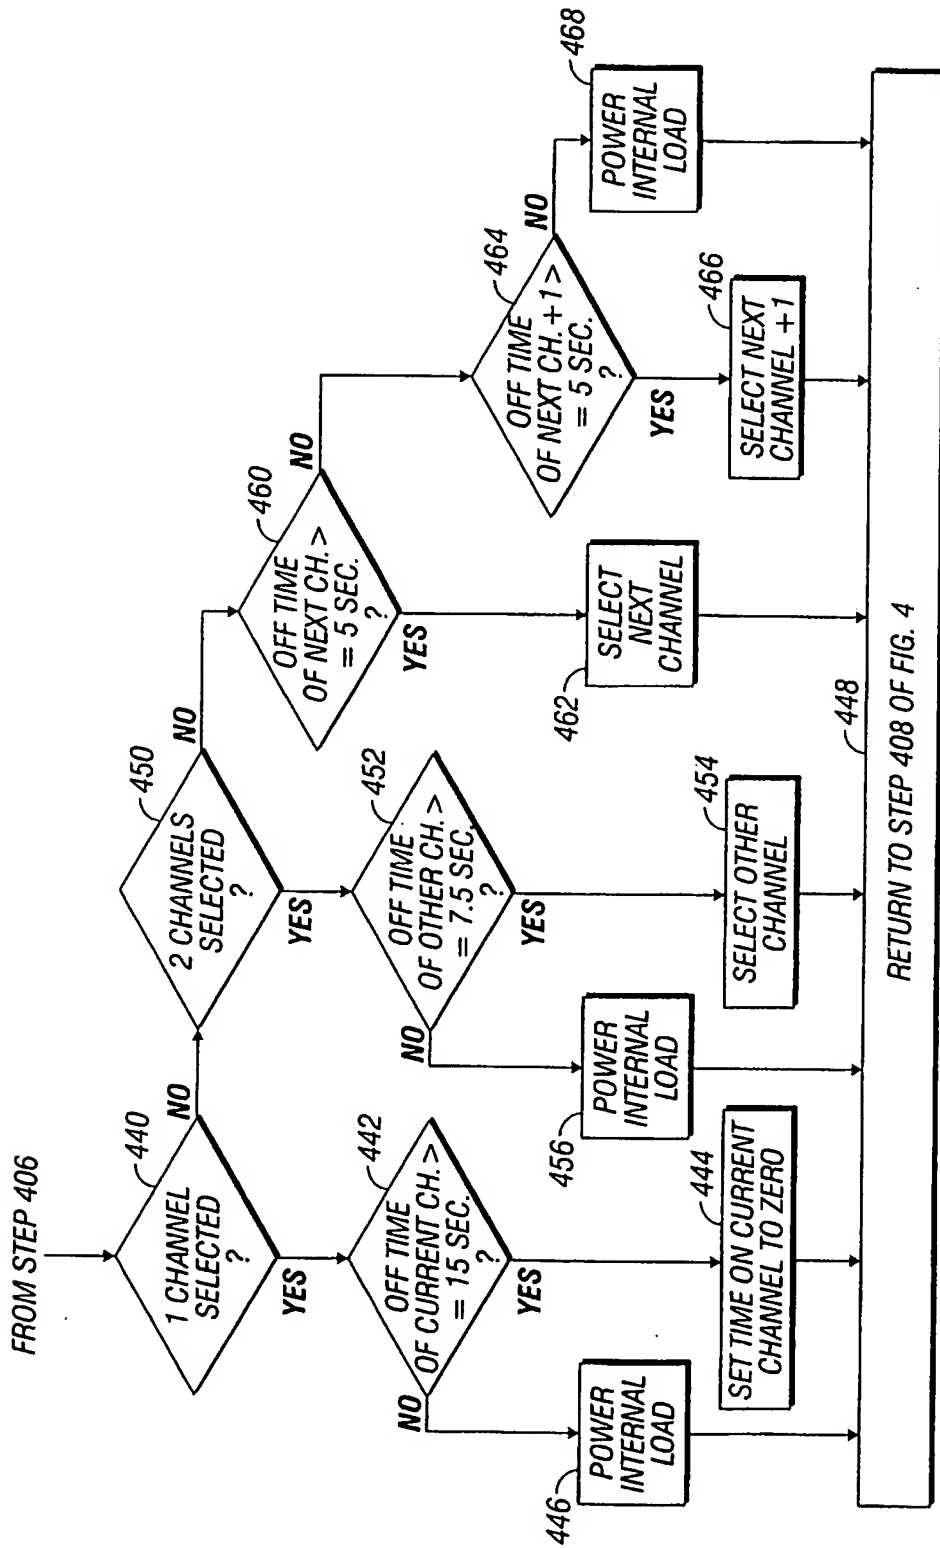 FROM STEP 406
440
1 CHANNEL
SELECTED
?
NO
YES
442
OFF TIME
OF CURRENT CH. >
= 15 SEC.
?
NO
YES
446
POWER
INTERNAL
LOAD
444
SET TIME ON CURRENT
CHANNEL TO ZERO
450
2 CHANNELS
SELECTED
?
NO
YES
452
OFF TIME
OF OTHER CH. >
= 7.5 SEC.
?
NO
YES
456
POWER
INTERNAL
LOAD
454
SELECT OTHER
CHANNEL
460
OFF TIME
OF NEXT CH. >
= 5 SEC.
?
NO
YES
462
SELECT
NEXT
CHANNEL
464
OFF TIME
OF NEXT CH. +1 >
= 5 SEC.
?
NO
YES
466
SELECT NEXT
CHANNEL +1
468
POWER
INTERNAL
LOAD
448
RETURN TO STEP 408 OF FIG. 4